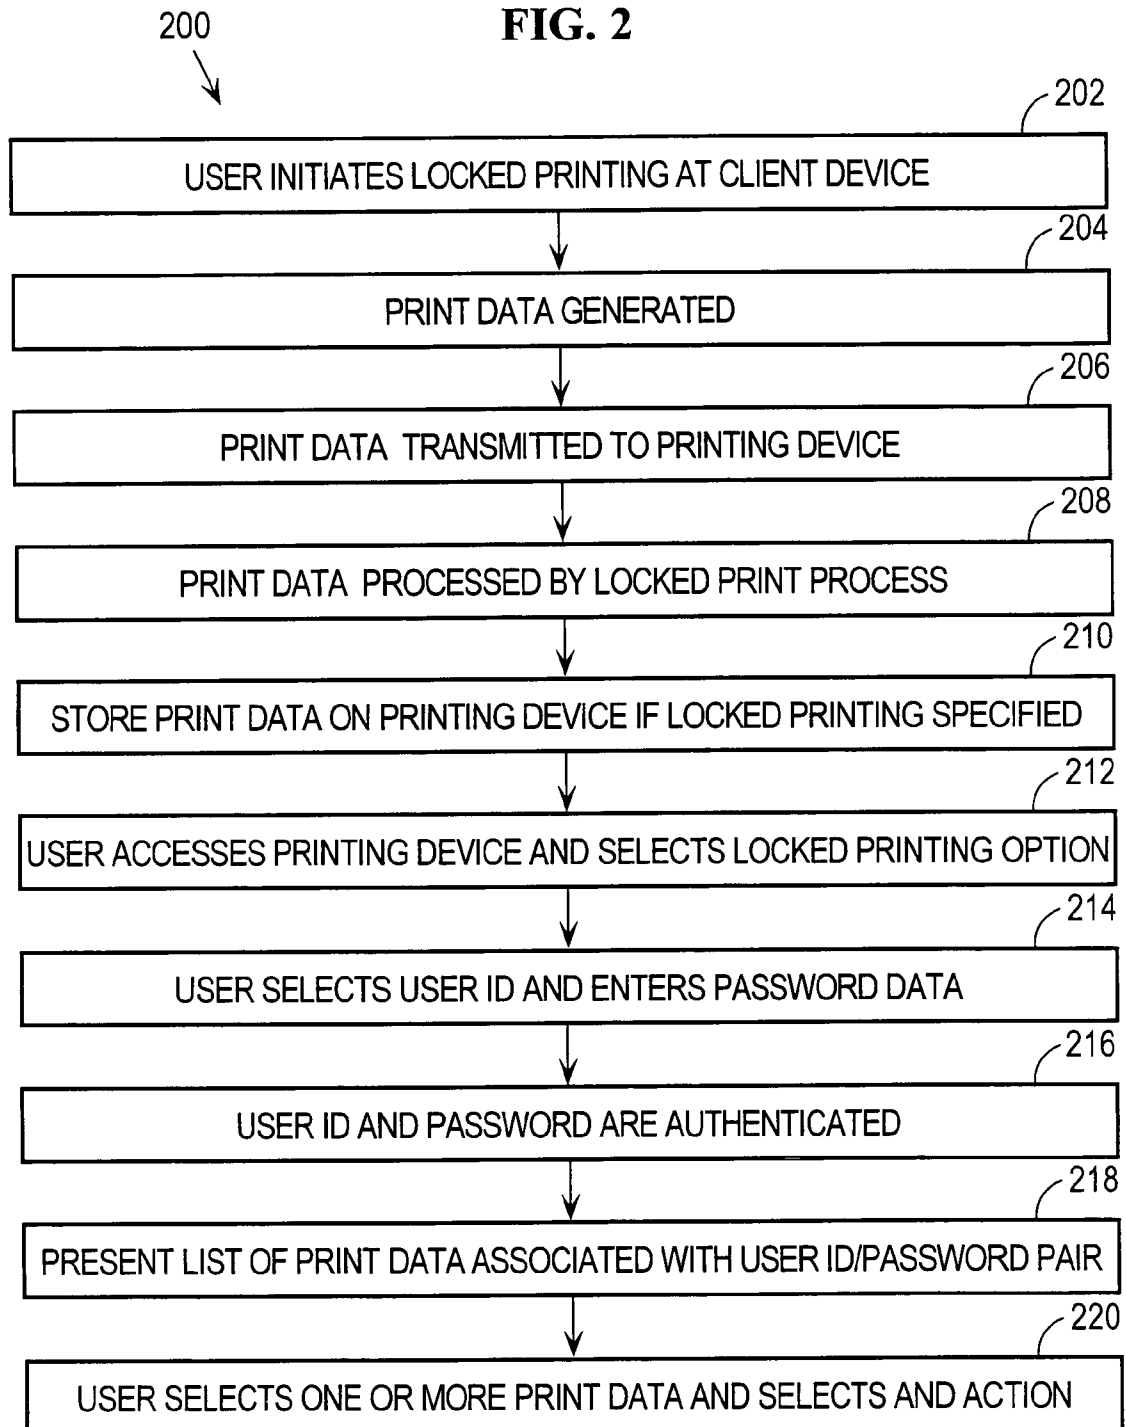 FIG. 2
200
202
USER INITIATES LOCKED PRINTING AT CLIENT DEVICE
204
PRINT DATA GENERATED
206
PRINT DATA TRANSMITTED TO PRINTING DEVICE
208
PRINT DATA PROCESSED BY LOCKED PRINT PROCESS
210
STORE PRINT DATA ON PRINTING DEVICE IF LOCKED PRINTING SPECIFIED
212
USER ACCESSES PRINTING DEVICE AND SELECTS LOCKED PRINTING OPTION
214
USER SELECTS USER ID AND ENTERS PASSWORD DATA
216
USER ID AND PASSWORD ARE AUTHENTICATED
218
PRESENT LIST OF PRINT DATA ASSOCIATED WITH USER ID/PASSWORD PAIR
220
USER SELECTS ONE OR MORE PRINT DATA AND SELECTS AND ACTION